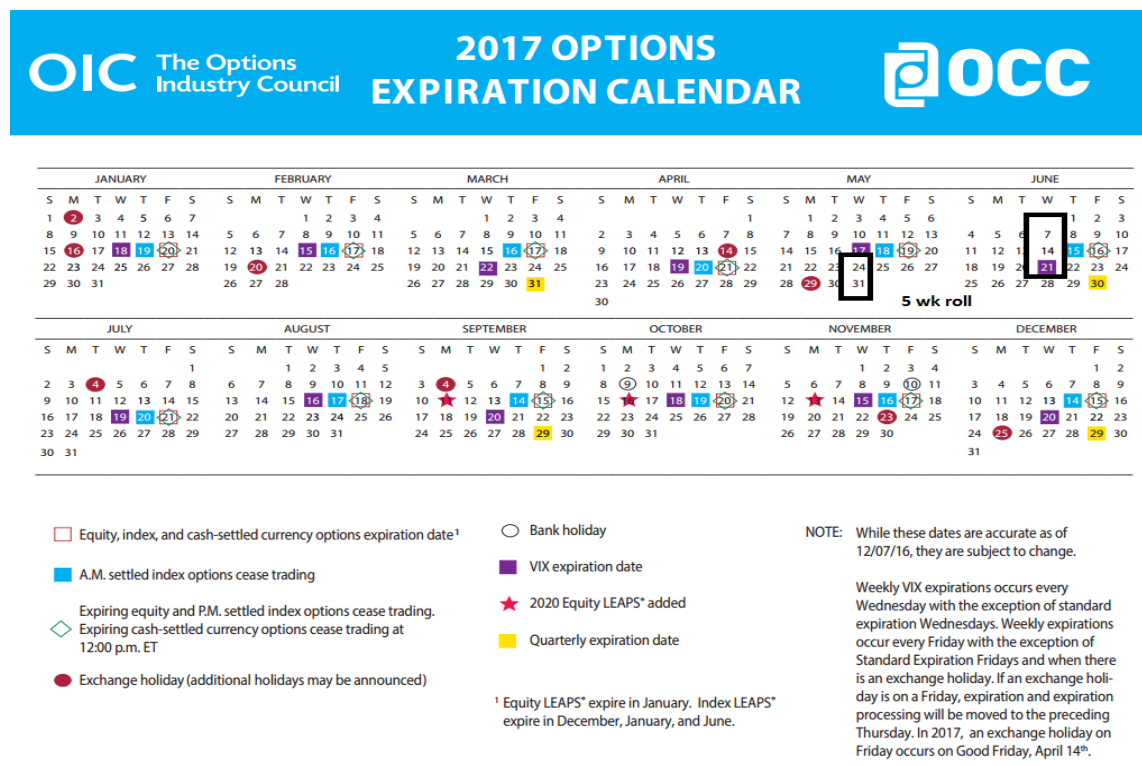 OIC The Options
Industry Council
2017 OPTIONS
EXPIRATION CALENDAR
OCC
JANUARY
S M T W T F S
1 2 3 4 5 6 7
8 9 10 11 12 13 14
15 16 17 18 19 20 21
22 23 24 25 26 27 28
29 30 31
FEBRUARY
S M T W T F S
1 2 3 4
5 6 7 8 9 10 11
12 13 14 15 16 17 18
19 20 21 22 23 24 25
26 27 28
MARCH
S M T W T F S
1 2 3 4
5 6 7 8 9 10 11
12 13 14 15 16 17 18
19 20 21 22 23 24 25
26 27 28 29 30 31
APRIL
S M T W T F S
1
2 3 4 5 6 7 8
9 10 11 12 13 14 15
16 17 18 19 20 21 22
23 24 25 26 27 28 29
30
MAY
S M T W T F S
1 2 3 4 5 6
7 8 9 10 11 12 13
14 15 16 17 18 19 20
21 22 23 24 25 26 27
28 29 30 31
5 wk roll
JUNE
S M T W T F S
1 2 3
4 5 7 8 9 10
11 12 14 15 16 17
18 19 21 22 23 24
25 26 27 28 29 30
JULY
S M T W T F S
1
2 3 4 5 6 7 8
9 10 11 12 13 14 15
16 17 18 19 20 21 22
23 24 25 26 27 28 29
30 31
AUGUST
S M T W T F S
1 2 3 4 5
6 7 8 9 10 11 12
13 14 15 16 17 18 19
20 21 22 23 24 25 26
27 28 29 30 31
SEPTEMBER
S M T W T F S
1 2
3 4 5 6 7 8 9
10 12 13 14 15 16
17 18 19 20 21 22 23
24 25 26 27 28 29 30
OCTOBER
S M T W T F S
1 2 3 4 5 6 7
8 9 10 11 12 13 14
15 16 17 18 19 20 21
22 23 24 25 26 27 28
29 30 31
NOVEMBER
S M T W T F S
1 2 3 4
5 6 7 8 9 10 11
12 13 14 15 16 17 18
19 20 21 22 23 24 25
26 27 28 29 30
DECEMBER
S M T W T F S
1 2
3 4 5 6 7 8 9
10 11 12 13 14 15 16
17 18 19 20 21 22 23
24 25 26 27 28 29 30
31
Equity, index, and cash-settled currency options expiration date¹
A.M. settled index options cease trading
Expiring equity and P.M. settled index options cease trading.
Expiring cash-settled currency options cease trading at
12:00 p.m. ET
Exchange holiday (additional holidays may be announced)
Bank holiday
VIX expiration date
2020 Equity LEAPS® added
Quarterly expiration date
¹ Equity LEAPS® expire in January. Index LEAPS®
expire in December, January, and June.
NOTE: While these dates are accurate as of
12/07/16, they are subject to change.
Weekly VIX expirations occurs every
Wednesday with the exception of standard
expiration Wednesdays. Weekly expirations
occur every Friday with the exception of
Standard Expiration Fridays and when there
is an exchange holiday. If an exchange holi-
day is on a Friday, expiration and expiration
processing will be moved to the preceding
Thursday. In 2017, an exchange holiday on
Friday occurs on Good Friday, April 14th.